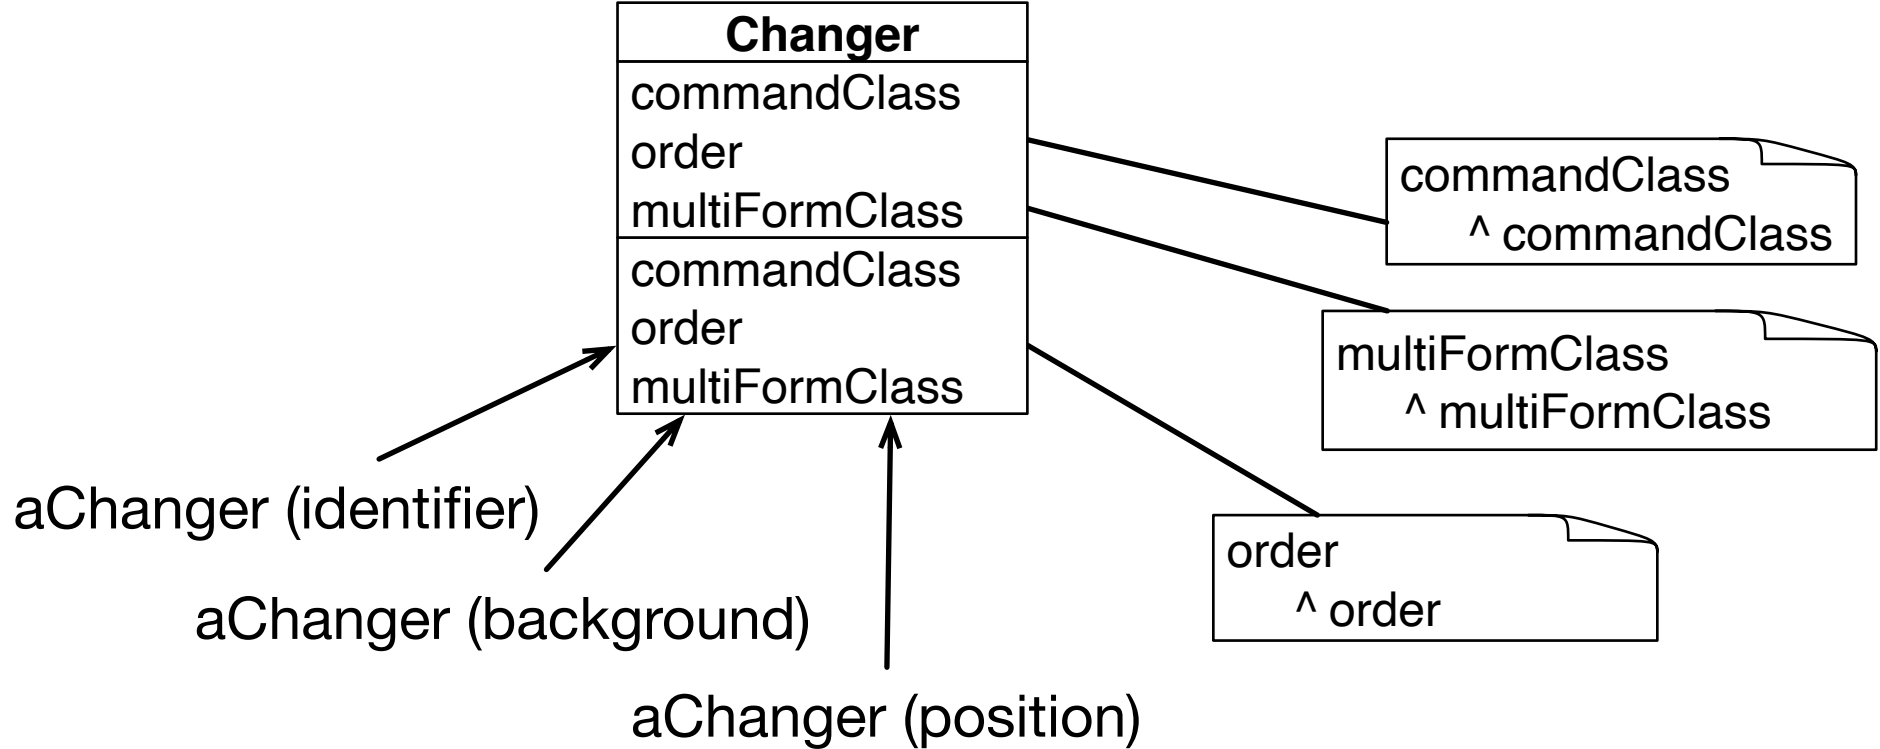 Changer
commandClass
order
multiFormClass
commandClass
order
multiFormClass
commandClass
^ commandClass
multiFormClass
^ multiFormClass
order
^ order
aChanger (identifier)
aChanger (background)
aChanger (position)